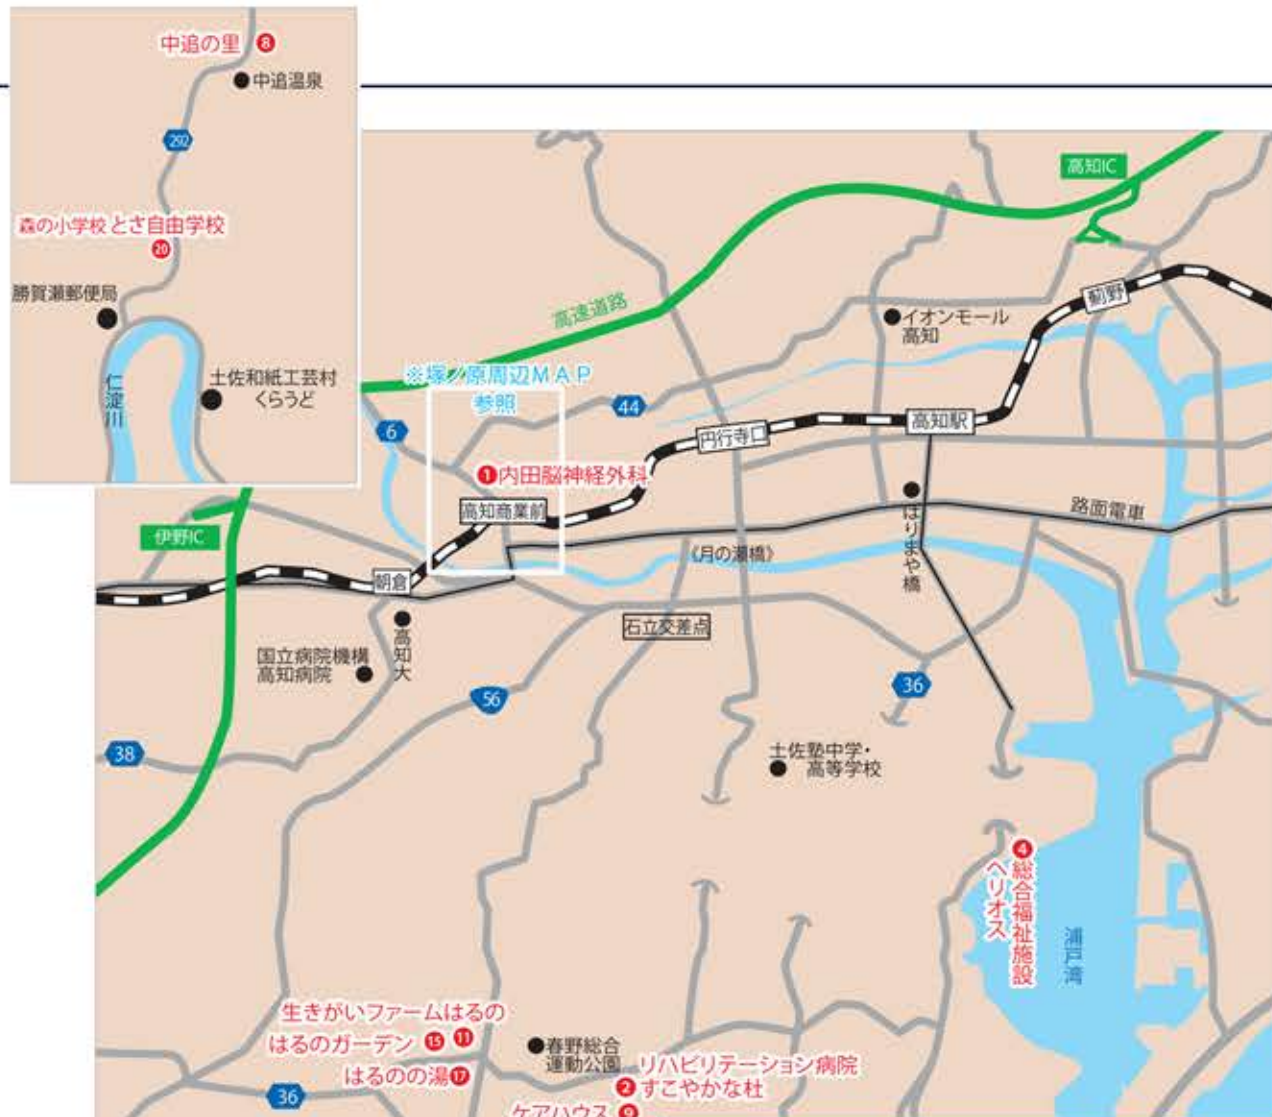 中追の里 8
中追温泉
292
森の小学校 とさ自由学校
20
勝賀瀬郵便局
仁淀川
土佐和紙工芸村
くらうど
高知IC
薊野
高速道路
イオンモール
高知
※塚ノ原周辺MAP
参照
44
6
高知駅
円行寺口
1 内田脳神経外科
高知商業前
はりまや橋
路面電車
伊野IC
《月の瀬橋》
朝倉
石立交差点
高知大
国立病院機構
高知病院
56
36
38
土佐塾中学・
高等学校
4 総合福祉施設
ヘリオス
浦戸湾
生きがいファームはるの
はるのガーデン 15 11
はるのの湯 17
春野総合
運動公園
リハビリテーション病院
2 すこやかな杜
36
ケアハウス 9